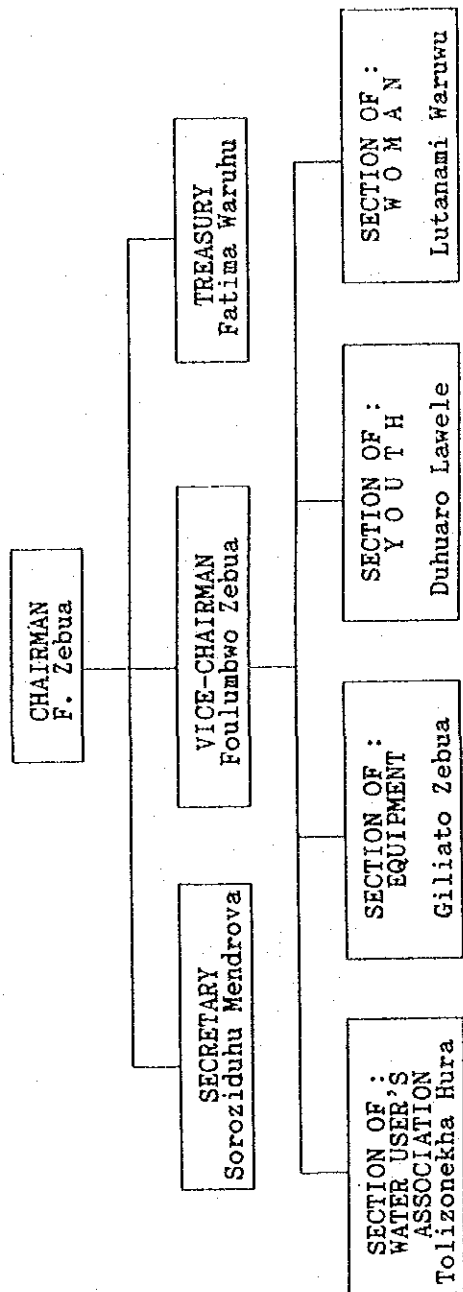 CHAIRMAN
F. Zebua
SECRETARY
Soroziduhu Mendrova
VICE-CHAIRMAN
Foulumbwo Zebua
TREASURY
Fatima Waruhu
SECTION OF :
WATER USER'S
ASSOCIATION
Tolizonekha Hura
SECTION OF :
EQUIPMENT
Giliato Zebua
SECTION OF :
Y O U T H
Duhuaro Lawele
SECTION OF :
W O M A N
Lutanami Waruwu